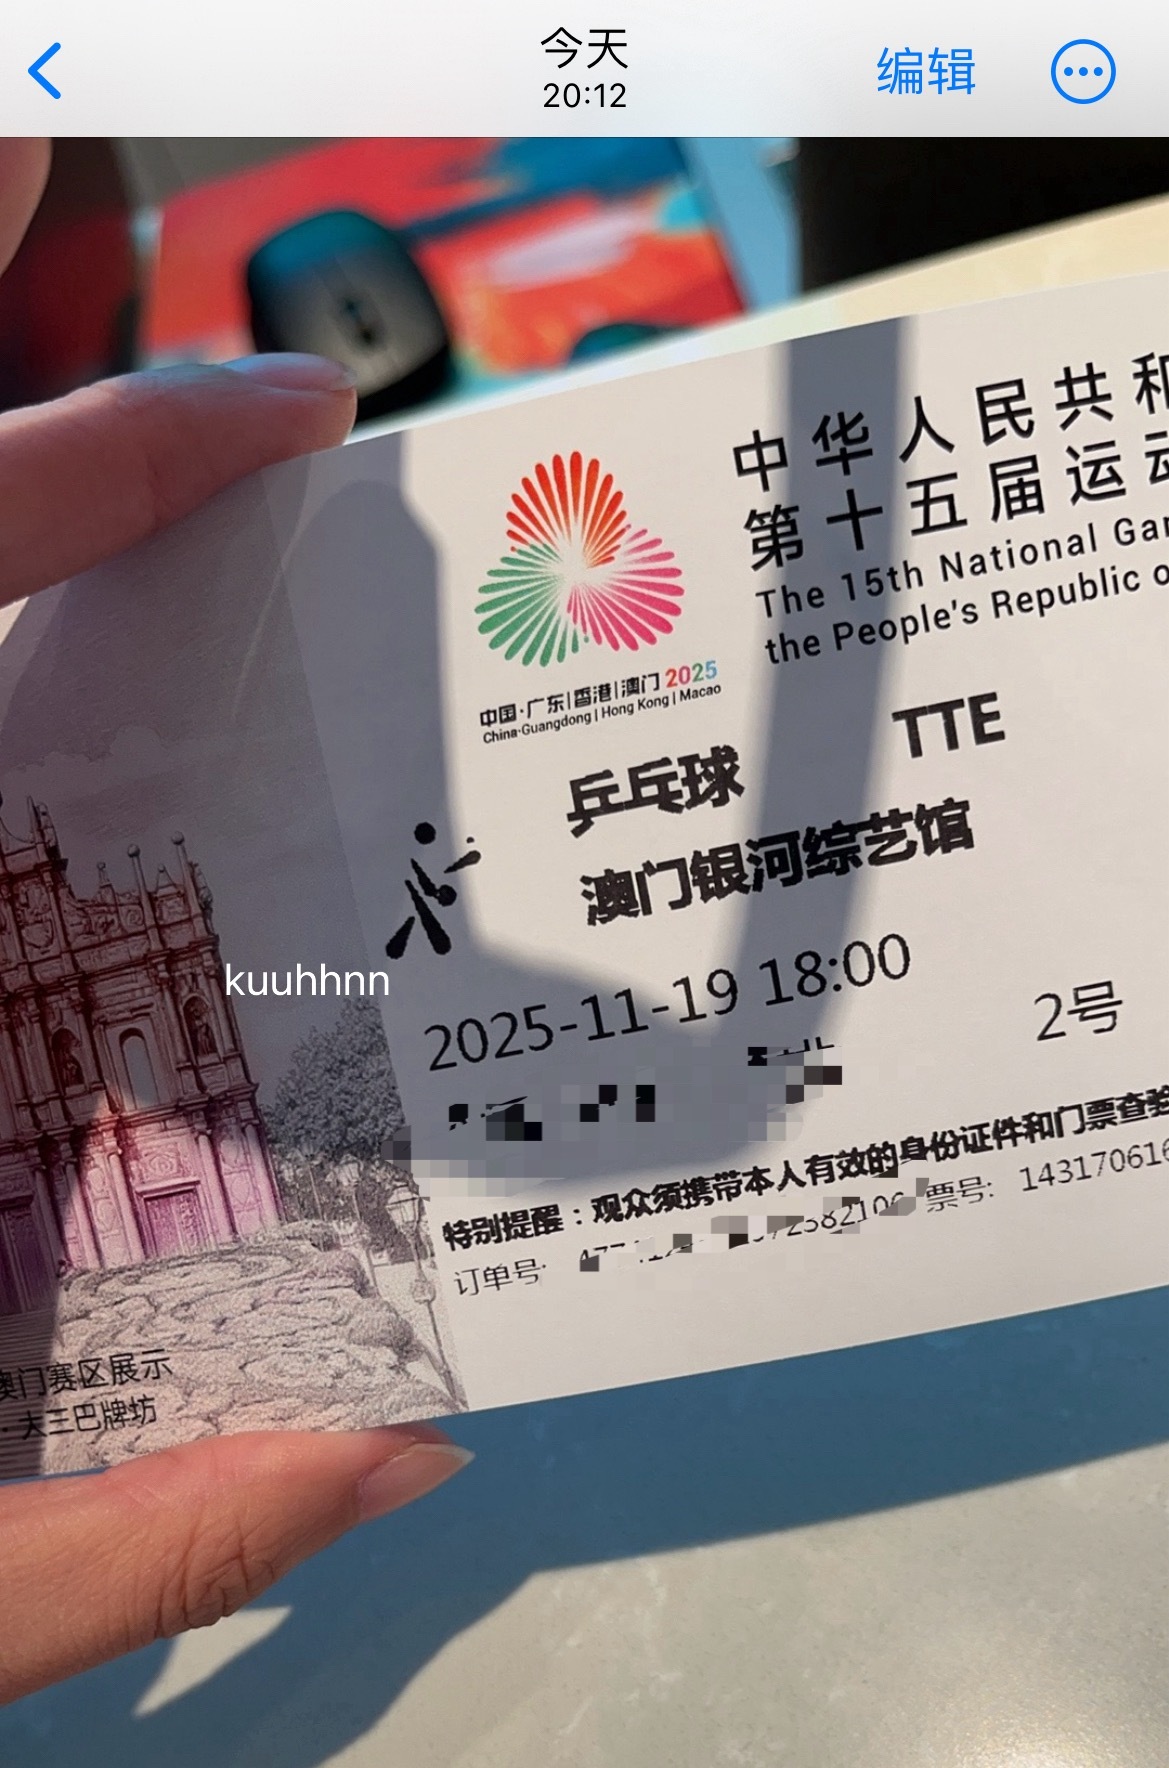 今天
20:12
编辑
中华人民共和
第十五届运动
The 15th National Gam
the People's Republic o
中国·广东|香港|澳门 2025
China·Guangdong | Hong Kong | Macao
乒乓球 TTE
澳门银河综艺馆
kuuhhnn
2025-11-19 18:00
2号
特别提醒：观众须携带本人有效的身份证件和门票查验
订单号: 票号: 14317061
澳门赛区展示
·大三巴牌坊